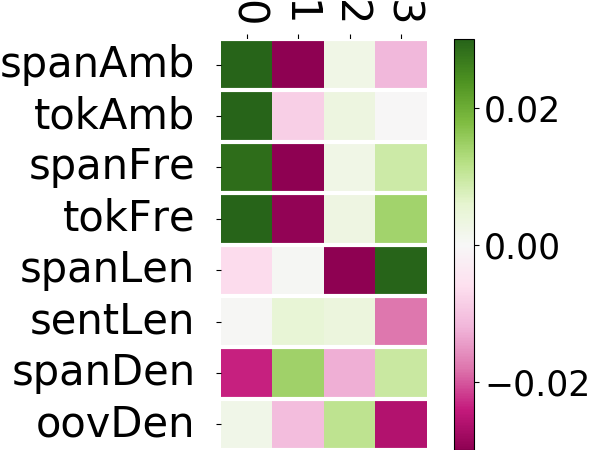 0 1 2 3
spanAmb
tokAmb
spanFre
tokFre
spanLen
sentLen
spanDen
oovDen
0.02
0.00
−0.02